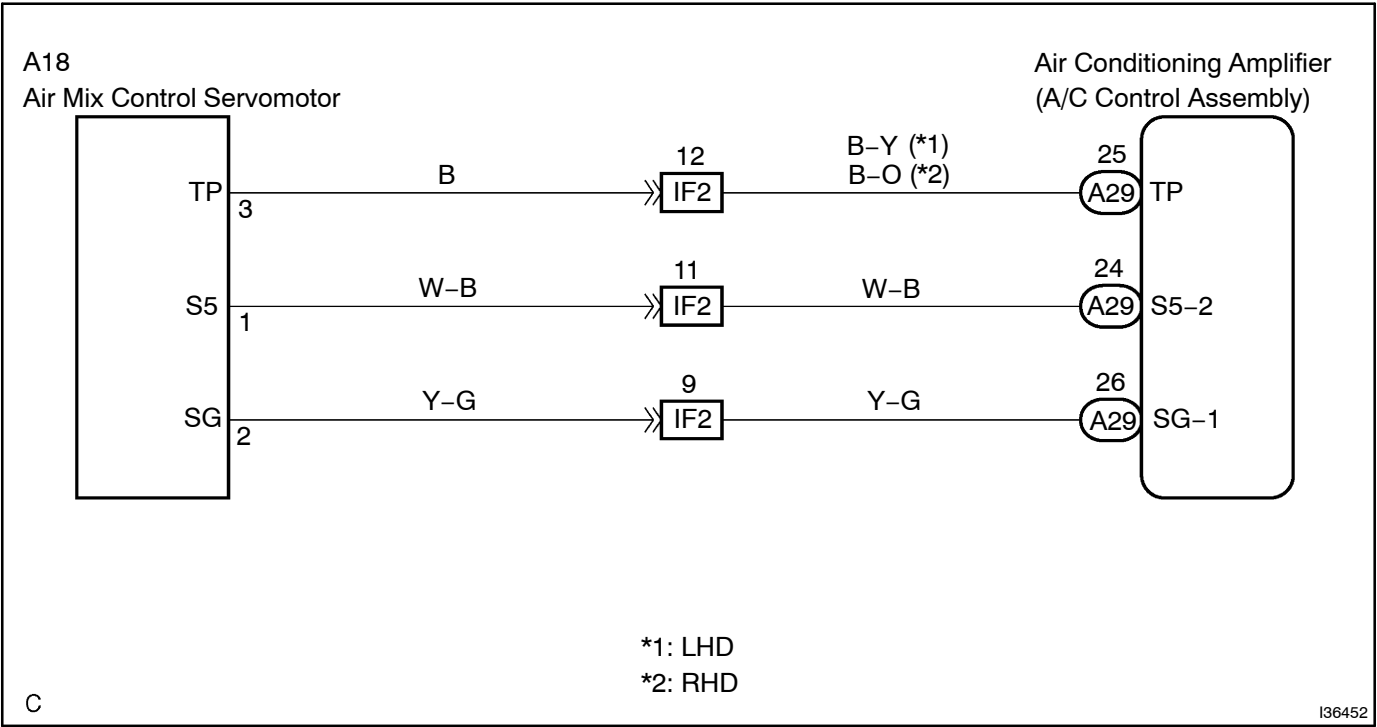 A18
Air Mix Control Servomotor
Air Conditioning Amplifier
(A/C Control Assembly)
TP
3
B
12
IF2
B−Y (*1)
B−O (*2)
25
A29
TP
S5
1
W−B
11
IF2
W−B
24
A29
S5−2
SG
2
Y−G
9
IF2
Y−G
26
A29
SG−1
*1: LHD
*2: RHD
C
I36452